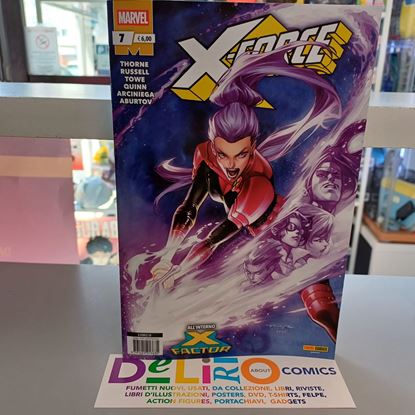 MARVEL
7 € 6,00
X-FORCE
THORNE
RUSSELL
TOWE
QUINN
ARCINIEGA
ABURTOV
ALL'INTERNO
X
FACTOR
DELIRIO ABOUT COMICS
FUMETTI NUOVI, USATI, DA COLLEZIONE, LIBRI, RIVISTE,
LIBRI D'ILLUSTRAZIONI, POSTERS, DVD, T-SHIRTS, FELPE,
ACTION FIGURES, PORTACHIAVI, GADGETS